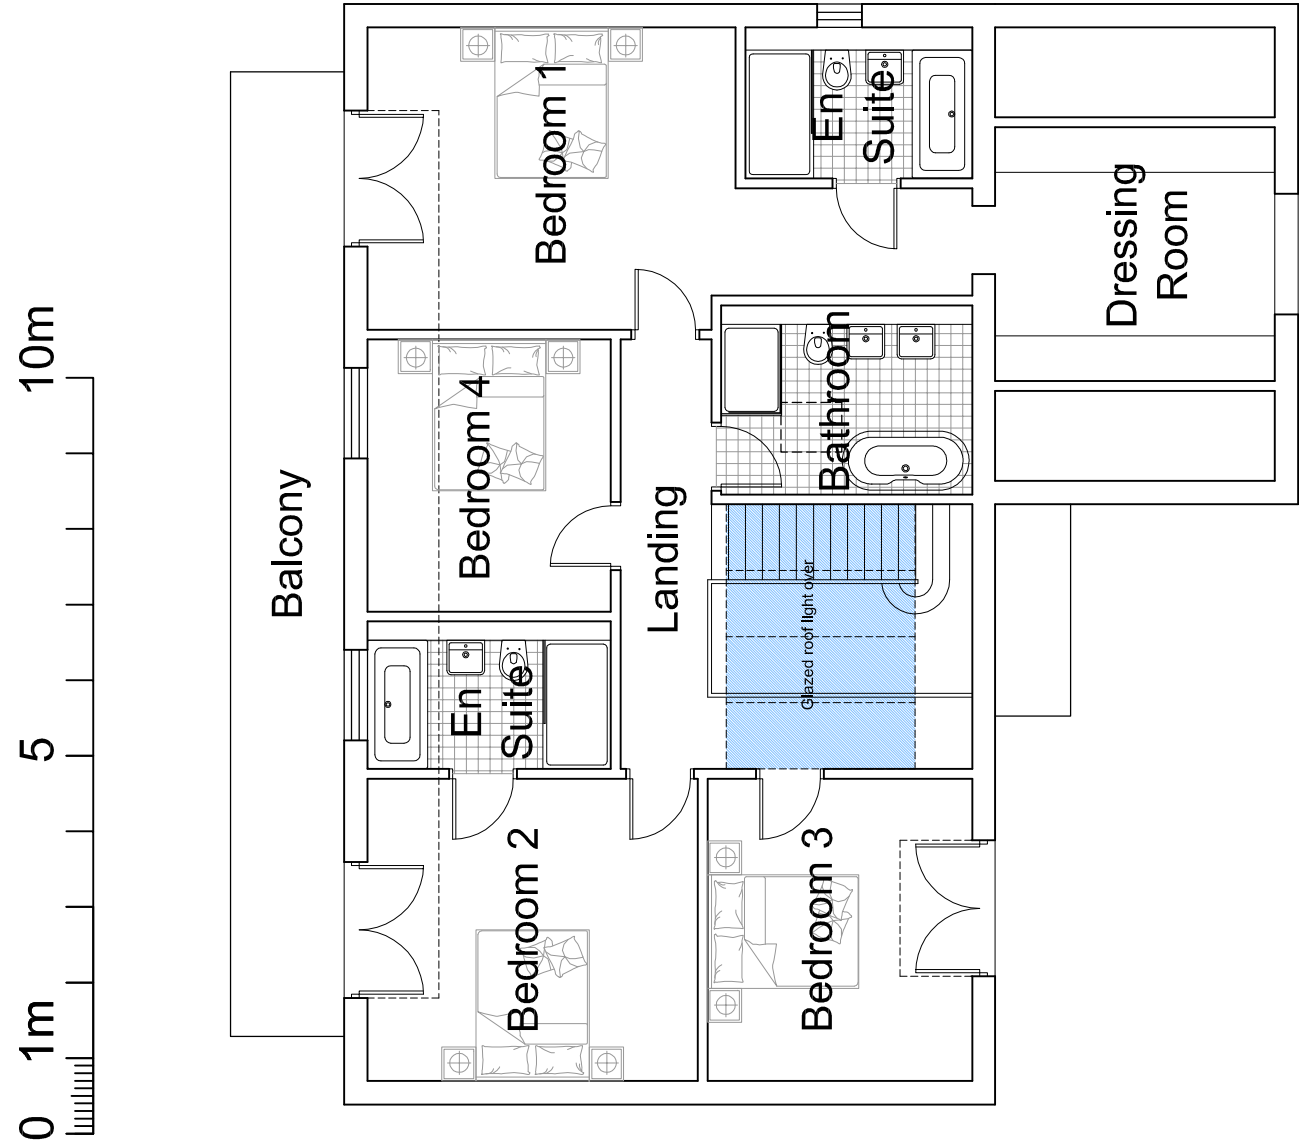 10m
5
1m
0
Balcony
Bedroom 1
En
Suite
Dressing
Room
Bedroom 4
Bathroom
Landing
Glazed roof light over
En
Suite
Bedroom 2
Bedroom 3